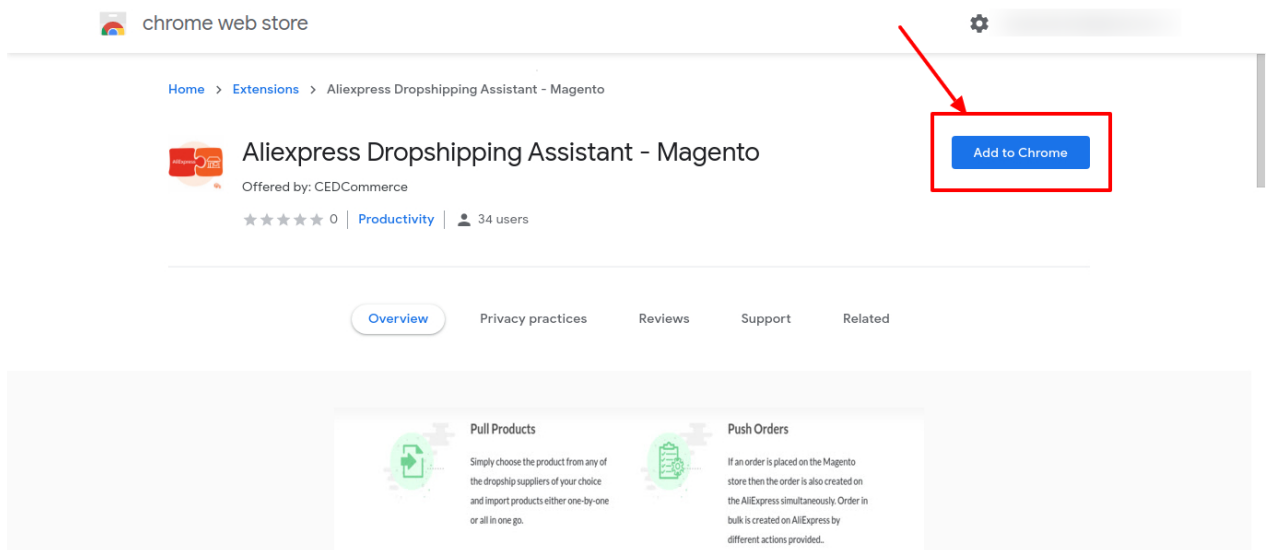 chrome web store
Home > Extensions > Aliexpress Dropshipping Assistant - Magento
Aliexpress Dropshipping Assistant - Magento
Add to Chrome
Offered by: CEDCommerce
0 | Productivity | 34 users
Overview
Privacy practices
Reviews
Support
Related
Pull Products
Simply choose the product from any of
the dropship suppliers of your choice
and import products either one-by-one
or all in one go.
Push Orders
If an order is placed on the Magento
store then the order is also created on
the AliExpress simultaneously. Order in
bulk is created on AliExpress by
different actions provided..